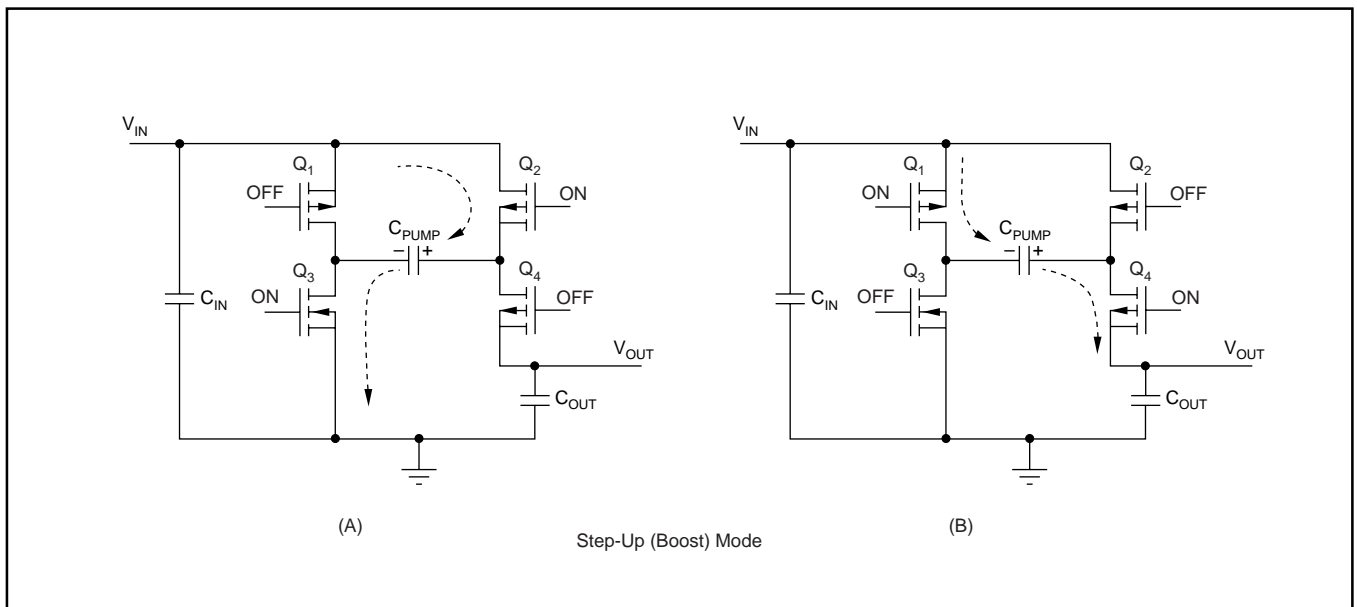 V_IN
Q_1
Q_2
OFF
ON
C_PUMP
− +
Q_3
Q_4
ON
OFF
C_IN
V_OUT
C_OUT
(A)
V_IN
Q_1
Q_2
ON
OFF
C_PUMP
− +
Q_3
Q_4
OFF
ON
C_IN
V_OUT
C_OUT
(B)
Step-Up (Boost) Mode